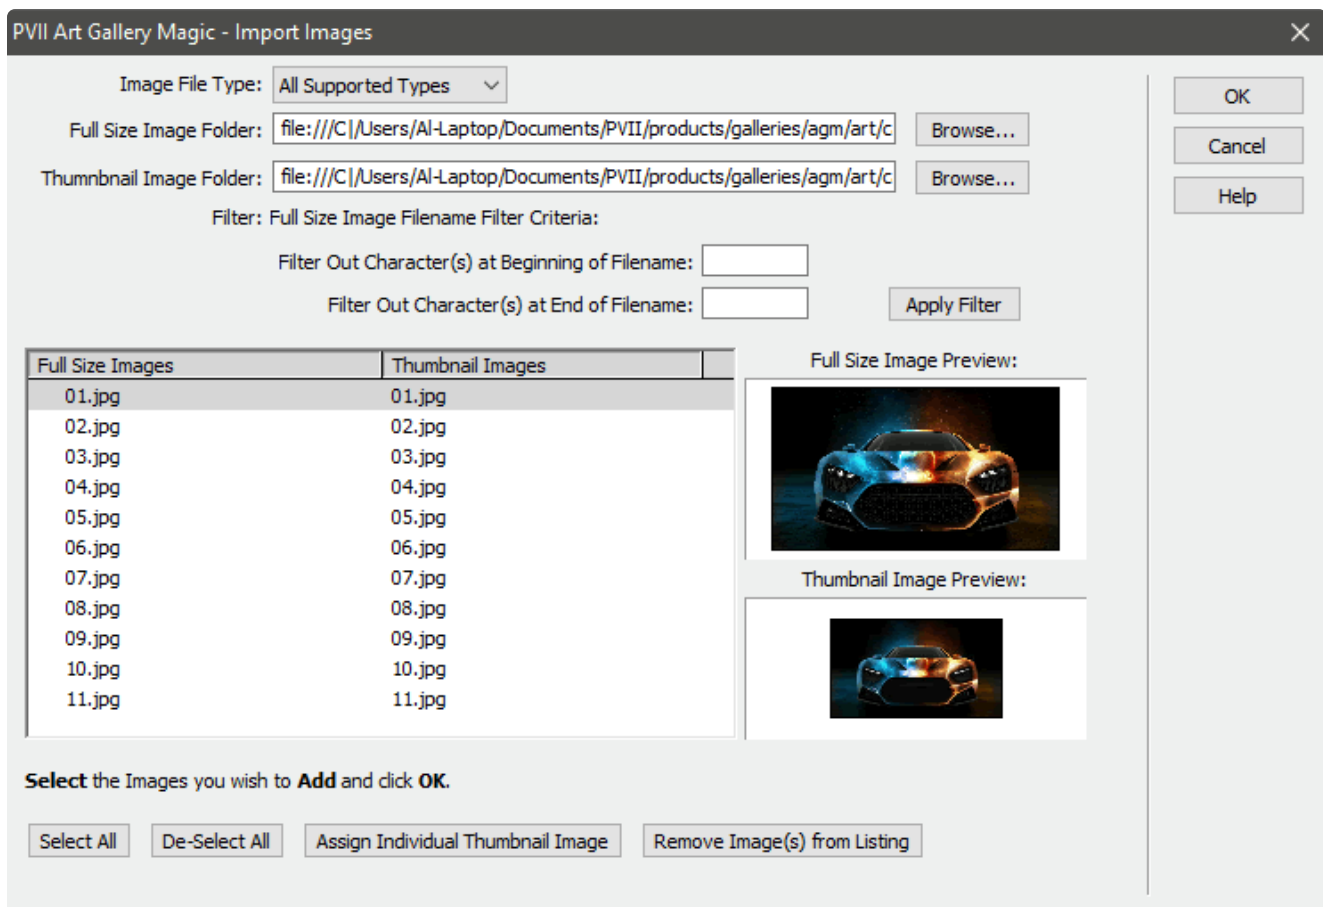 PVII Art Gallery Magic - Import Images
Image File Type: All Supported Types
OK
Full Size Image Folder: file:///C|/Users/Al-Laptop/Documents/PVII/products/galleries/agm/art/c Browse...
Cancel
Thumnbnail Image Folder: file:///C|/Users/Al-Laptop/Documents/PVII/products/galleries/agm/art/c Browse...
Help
Filter: Full Size Image Filename Filter Criteria:
Filter Out Character(s) at Beginning of Filename:
Filter Out Character(s) at End of Filename: Apply Filter
Full Size Images Thumbnail Images
01.jpg 01.jpg
02.jpg 02.jpg
03.jpg 03.jpg
04.jpg 04.jpg
05.jpg 05.jpg
06.jpg 06.jpg
07.jpg 07.jpg
08.jpg 08.jpg
09.jpg 09.jpg
10.jpg 10.jpg
11.jpg 11.jpg
Full Size Image Preview:
Thumbnail Image Preview:
Select the Images you wish to Add and click OK.
Select All De-Select All Assign Individual Thumbnail Image Remove Image(s) from Listing